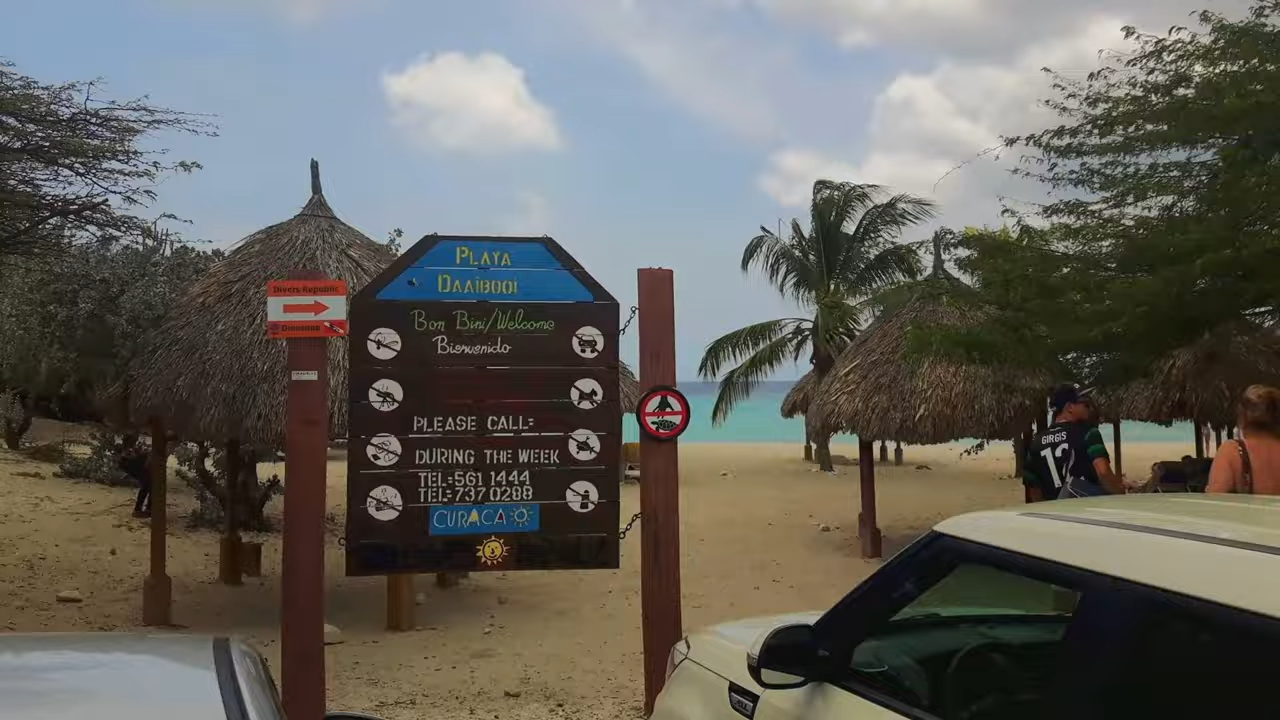 Divers Republic
PLAYA
DAAIBOOI
Bon Bini/Welcome
Bienvenido
PLEASE CALL:
DURING THE WEEK
TEL:561 1444
TEL:737 0288
CURACAO
GIRGIS
12